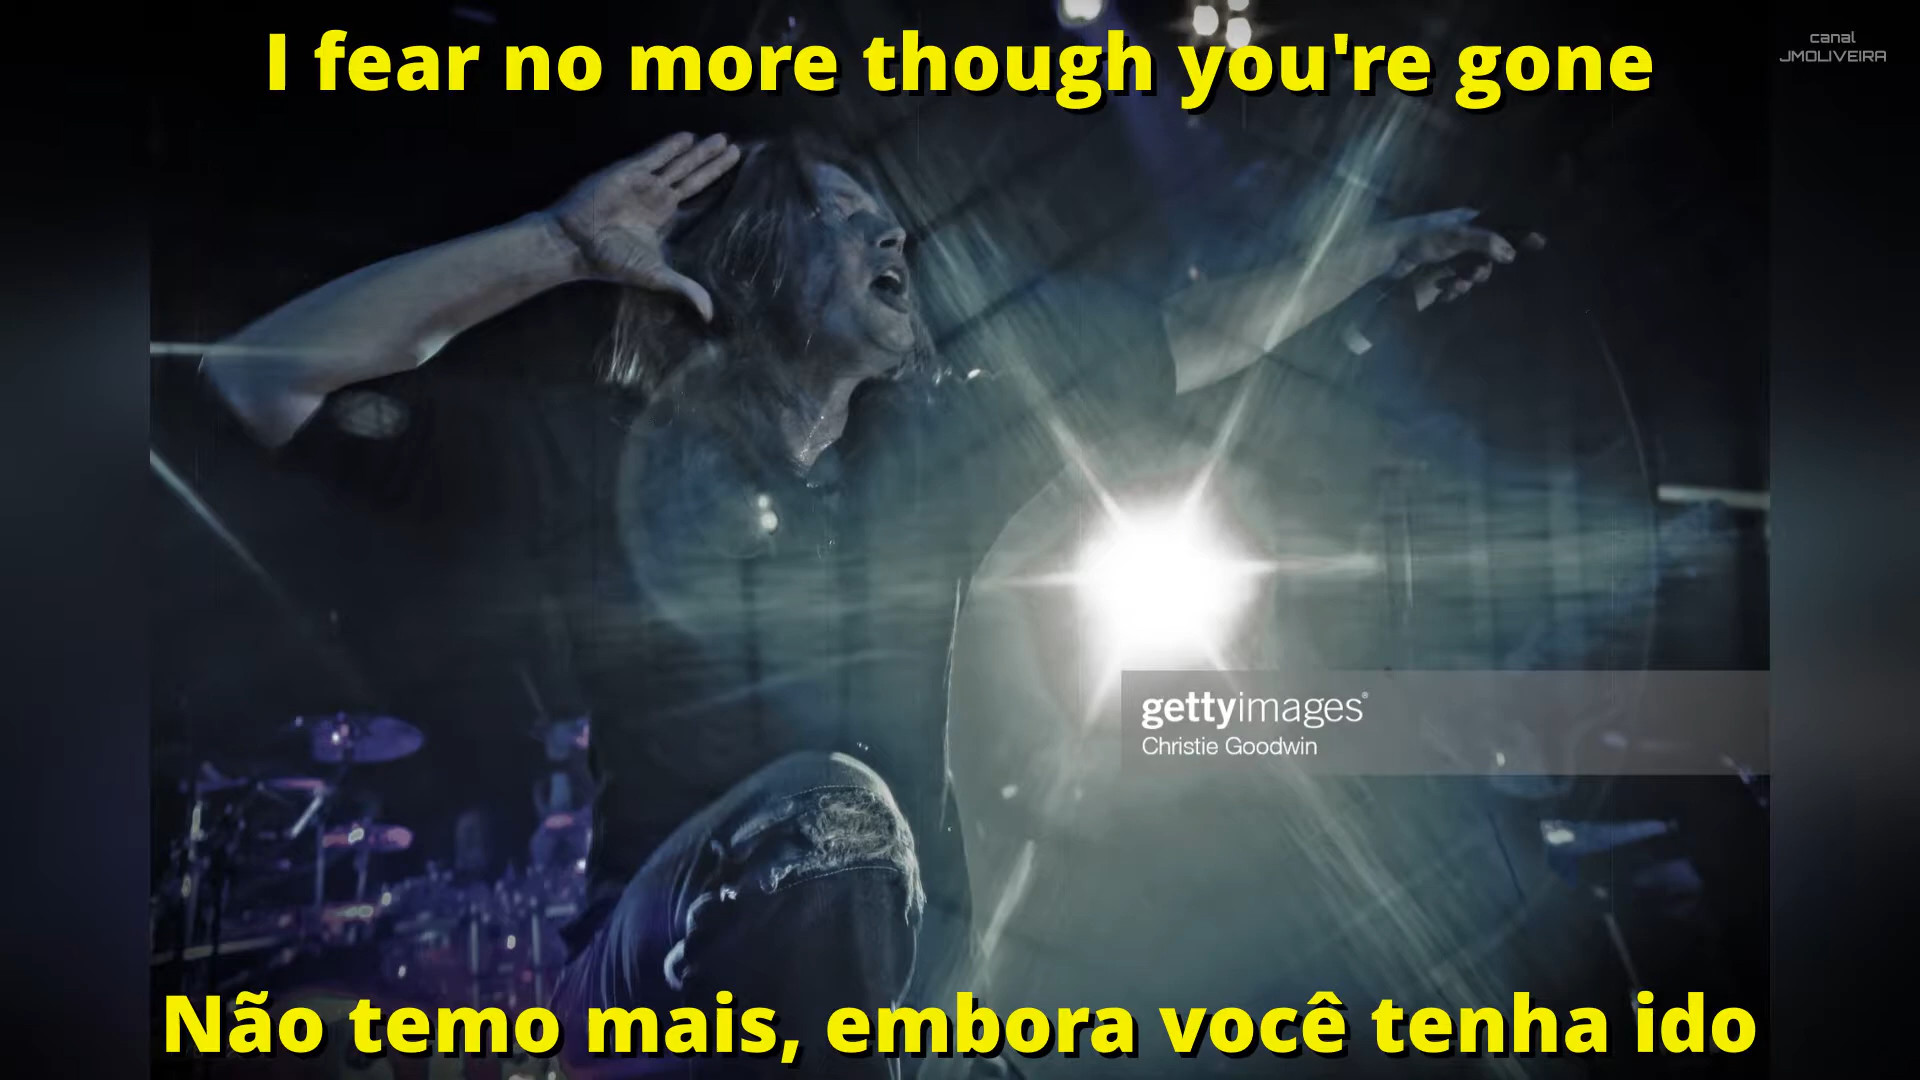 I fear no more though you're gone
canal
JMOLIVEIRA
gettyimages®
Christie Goodwin
Não temo mais, embora você tenha ido